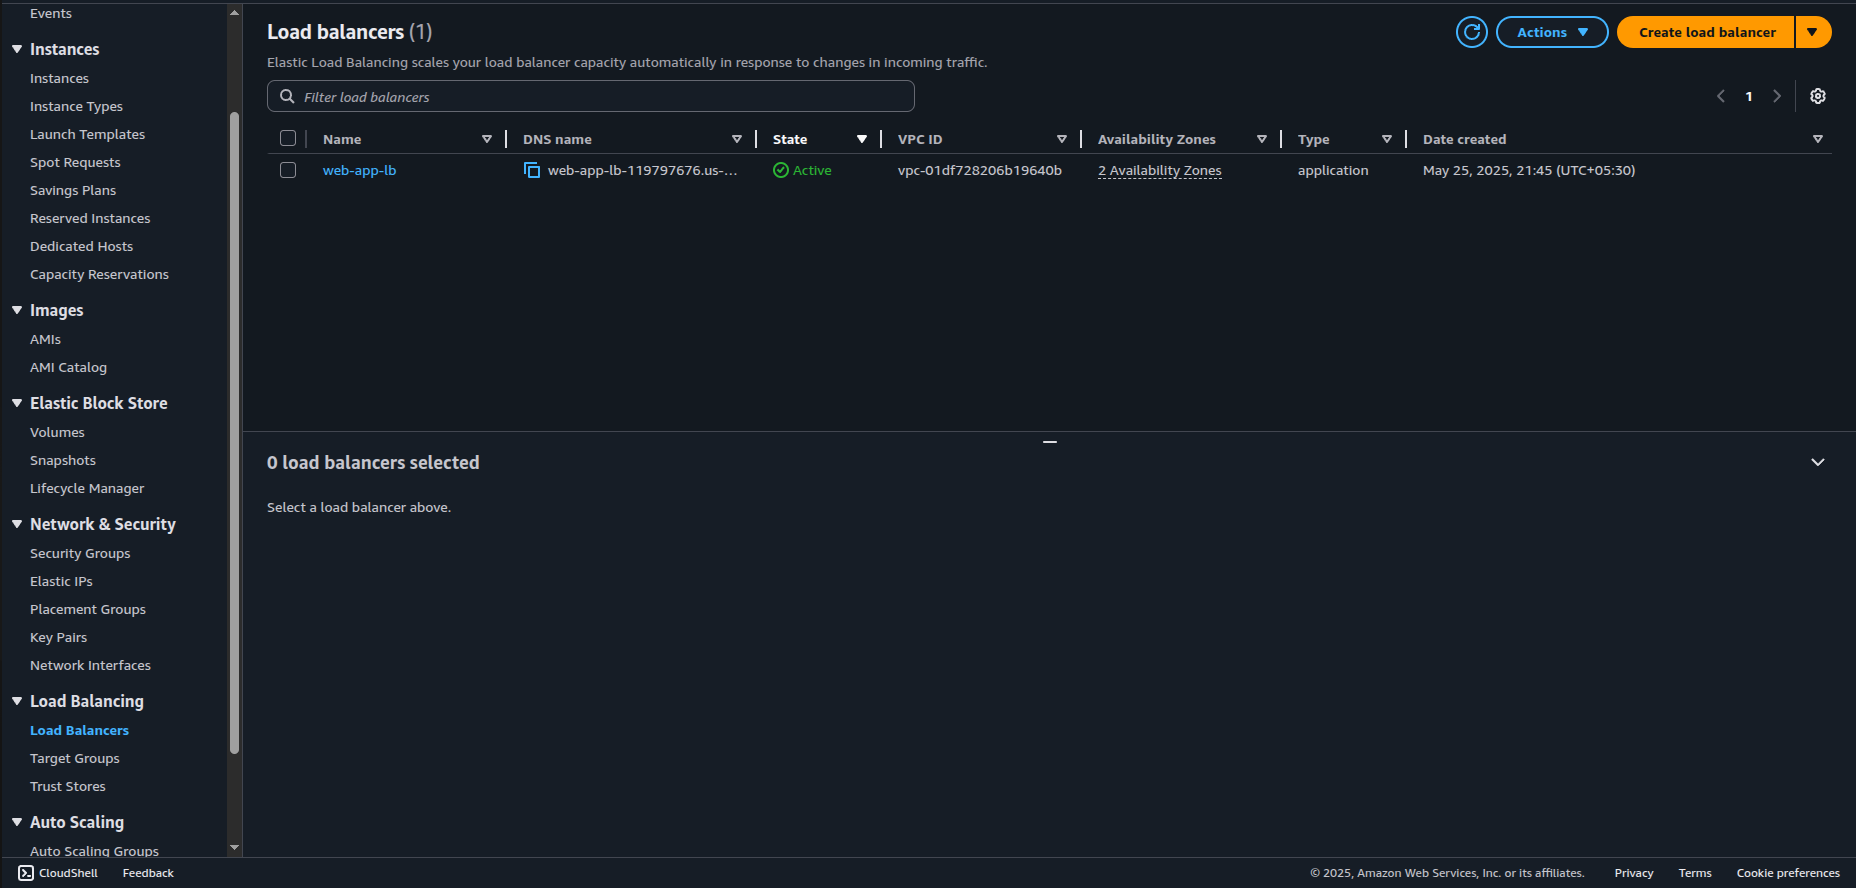 Events
Instances
Instances
Instance Types
Launch Templates
Spot Requests
Savings Plans
Reserved Instances
Dedicated Hosts
Capacity Reservations
Images
AMIs
AMI Catalog
Elastic Block Store
Volumes
Snapshots
Lifecycle Manager
Network & Security
Security Groups
Elastic IPs
Placement Groups
Key Pairs
Network Interfaces
Load Balancing
Load Balancers
Target Groups
Trust Stores
Auto Scaling
Auto Scaling Groups
Load balancers (1)
Actions
Create load balancer
Elastic Load Balancing scales your load balancer capacity automatically in response to changes in incoming traffic.
Filter load balancers
1
Name DNS name State VPC ID Availability Zones Type Date created
web-app-lb web-app-lb-119797676.us-... Active vpc-01df728206b19640b 2 Availability Zones application May 25, 2025, 21:45 (UTC+05:30)
0 load balancers selected
Select a load balancer above.
CloudShell Feedback © 2025, Amazon Web Services, Inc. or its affiliates. Privacy Terms Cookie preferences